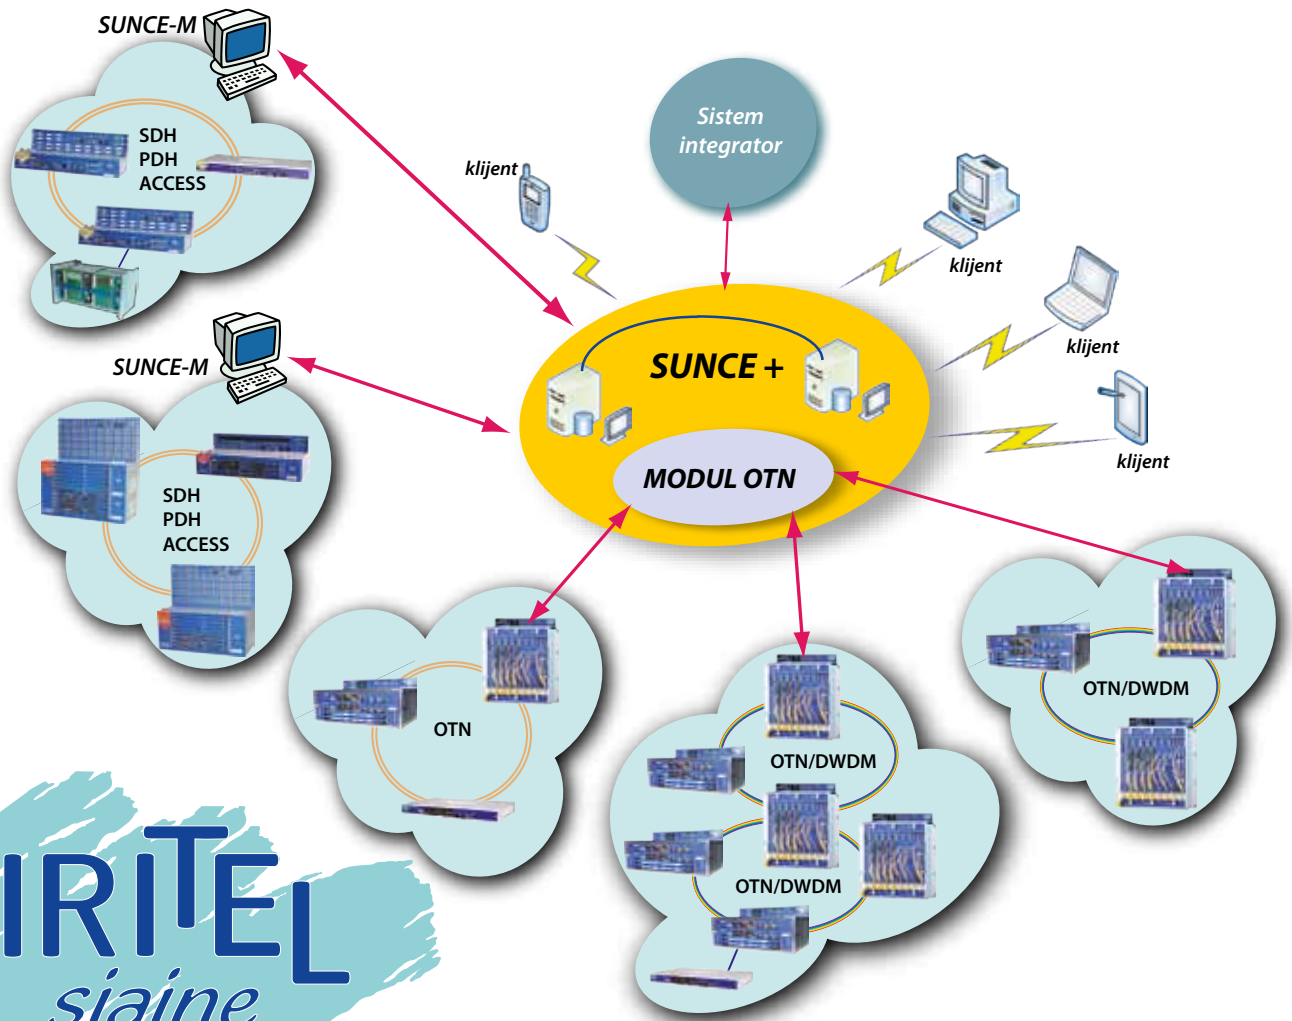 SUNCE-M
SDH
PDH
ACCESS
Sistem
integrator
klijent
klijent
klijent
klijent
SUNCE +
MODUL OTN
SUNCE-M
SDH
PDH
ACCESS
OTN
OTN/DWDM
OTN/DWDM
OTN/DWDM
IRITEL